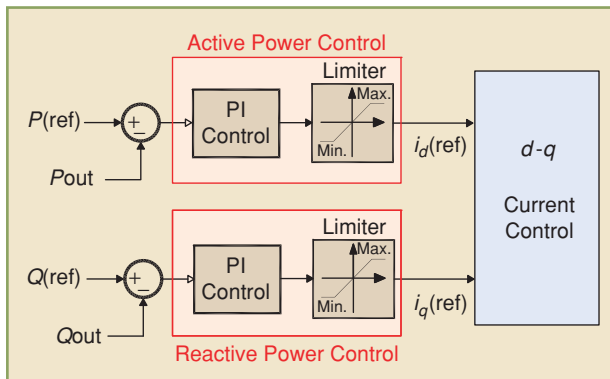 Active Power Control
Limiter
Max.
P(ref)
+
−
PI
Control
Min.
id(ref)
Pout
d-q
Current
Control
Limiter
Max.
Q(ref)
+
−
PI
Control
Min.
iq(ref)
Qout
Reactive Power Control